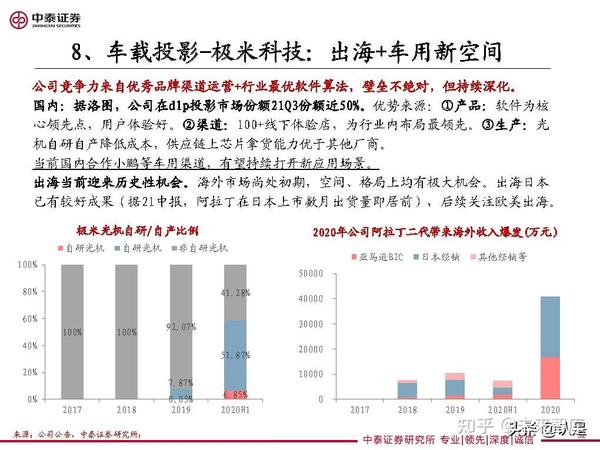 中泰证券
ZHONGTAI SECURITIES
8、车载投影-极米科技：出海+车用新空间
公司竞争力来自优秀品牌渠道运营+行业最优软件算法，壁垒不绝对，但持续深化。
国内：据洛图，公司在dlp投影市场份额21Q3份额近50%。优势来源：①产品：软件为核
心领先点，用户体验好。②渠道：100+线下体验店，为行业内布局最领先。③生产：光
机自研自产降低成本，供应链上芯片拿货能力优于其他厂商。
当前国内合作小鹏等车用渠道，有望持续打开新应用场景。
出海当前迎来历史性机会。海外市场尚处初期，空间、格局上均有极大机会。出海日本
已有较好成果（据21中报，阿拉丁在日本上市数月出货量即居前），后续关注欧美出海。
极米光机自研/自产比例
自研光机 自研光机 非自研光机
100%
80%
60%
40%
20%
0%
100%
100%
92.07%
7.87%
0.05%
41.28%
51.87%
6.85%
2017 2018 2019 2020H1
2020年公司阿拉丁二代带来海外收入爆发(万元)
亚马逊B2C 日本经销 其他经销等
50000
40000
30000
20000
10000
0
2017 2018 2019 2020H1 2020
来源：公司公告，中泰证券研究所；
中泰证券研究所 专业|领先|深度|诚信
知乎
头条